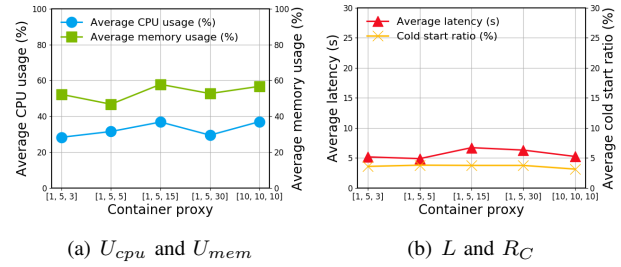 Average CPU usage (%)
Average memory usage (%)
100
80
60
40
20
0
100
80
60
40
20
0
Average CPU usage (%)
Average memory usage (%)
[1, 5, 3]
[1, 5, 5]
[1, 5, 15]
[1, 5, 30]
[10, 10, 10]
Container proxy
(a) U_cpu and U_mem
Average latency (s)
Cold start ratio (%)
30
25
20
15
10
5
0
30
25
20
15
10
5
0
Average latency (s)
Average cold start ratio (%)
[1, 5, 3]
[1, 5, 5]
[1, 5, 15]
[1, 5, 30]
[10, 10, 10]
Container proxy
(b) L and R_C